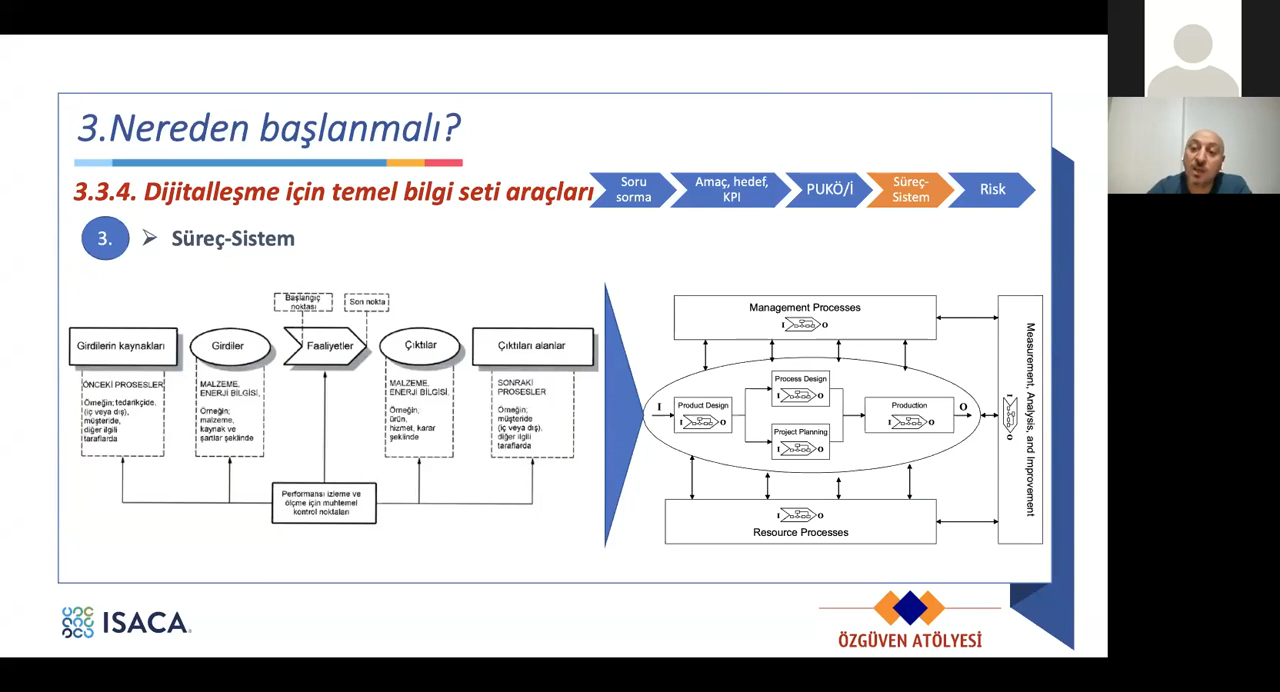 3.Nereden başlanmalı?
3.3.4. Dijitalleşme için temel bilgi seti araçları
Soru
sorma
Amaç, hedef,
KPI
PUKÖ/İ
Süreç-
Sistem
Risk
3.
Süreç-Sistem
Başlangıç
noktası
Son nokta
Girdilerin kaynakları
Girdiler
Faaliyetler
Çıktılar
Çıktıları alanlar
ÖNCEKİ PROSESLER
Örneğin; tedarikçide,
(iç veya dış),
müşteride,
diğer ilgili
taraflarda
MALZEME,
ENERJİ BİLGİSİ,
Örneğin;
malzeme,
kaynak ve
şartlar şeklinde
MALZEME,
ENERJİ BİLGİSİ,
Örneğin;
ürün,
hizmet, karar
şeklinde
SONRAKİ
PROSESLER
Örneğin;
müşteride
(iç veya dış),
diğer ilgili
taraflarda
Performansı izleme ve
ölçme için muhtemel
kontrol noktaları
Management Processes
I O
I
Product Design
I O
Process Design
I O
Project Planning
I O
Production
I O
O
I O
Resource Processes
Measurement, Analysis, and Improvement
I O
ISACA.
ÖZGÜVEN ATÖLYESİ